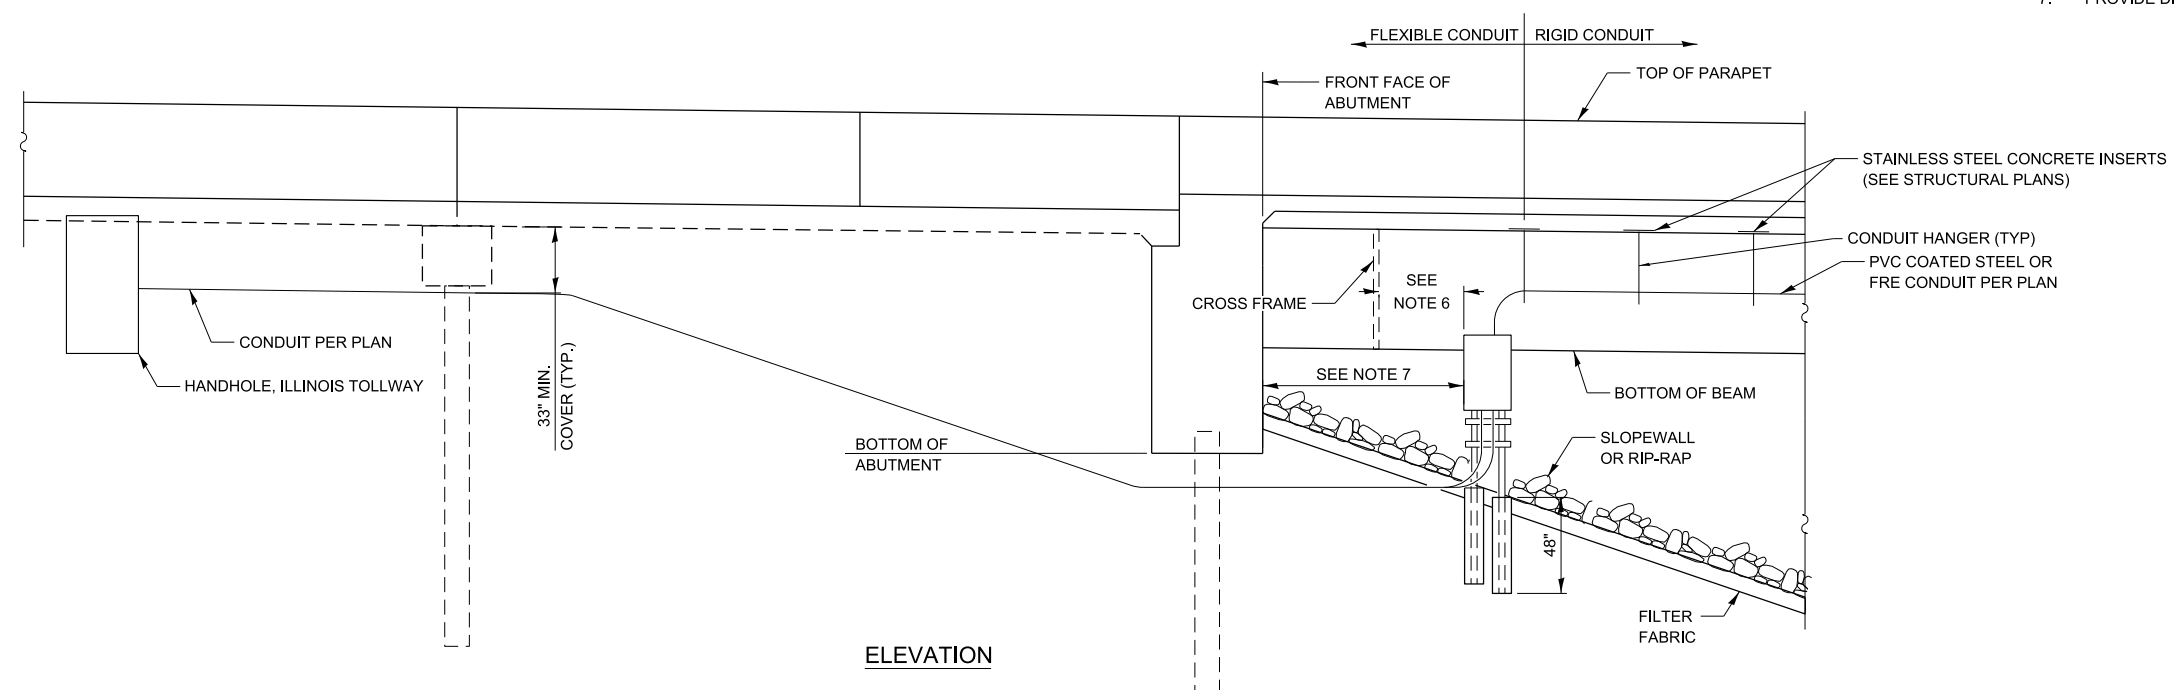 7.
FLEXIBLE CONDUIT
RIGID CONDUIT
TOP OF PARAPET
FRONT FACE OF
ABUTMENT
STAINLESS STEEL CONCRETE INSERTS
(SEE STRUCTURAL PLANS)
CONDUIT HANGER (TYP)
PVC COATED STEEL OR
FRE CONDUIT PER PLAN
SEE
NOTE 6
CROSS FRAME
CONDUIT PER PLAN
HANDHOLE, ILLINOIS TOLLWAY
33" MIN.
COVER (TYP.)
SEE NOTE 7
BOTTOM OF BEAM
BOTTOM OF
ABUTMENT
SLOPEWALL
OR RIP-RAP
48"
FILTER
FABRIC
ELEVATION